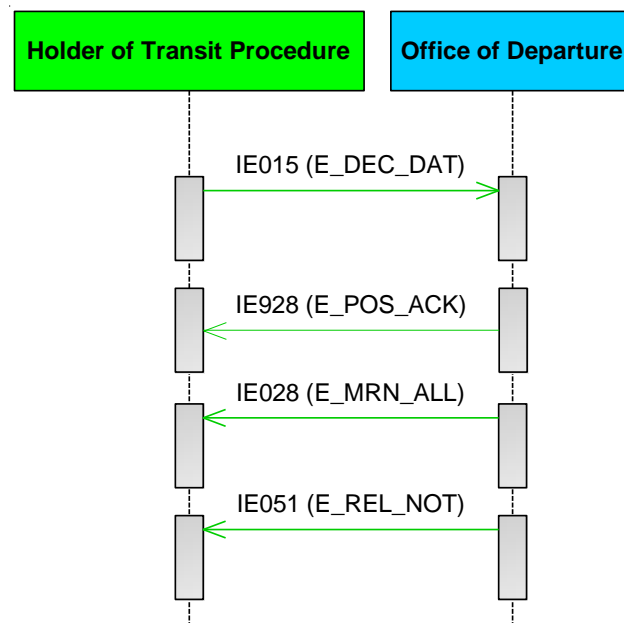 Holder of Transit Procedure
Office of Departure
IE015 (E_DEC_DAT)
IE928 (E_POS_ACK)
IE028 (E_MRN_ALL)
IE051 (E_REL_NOT)